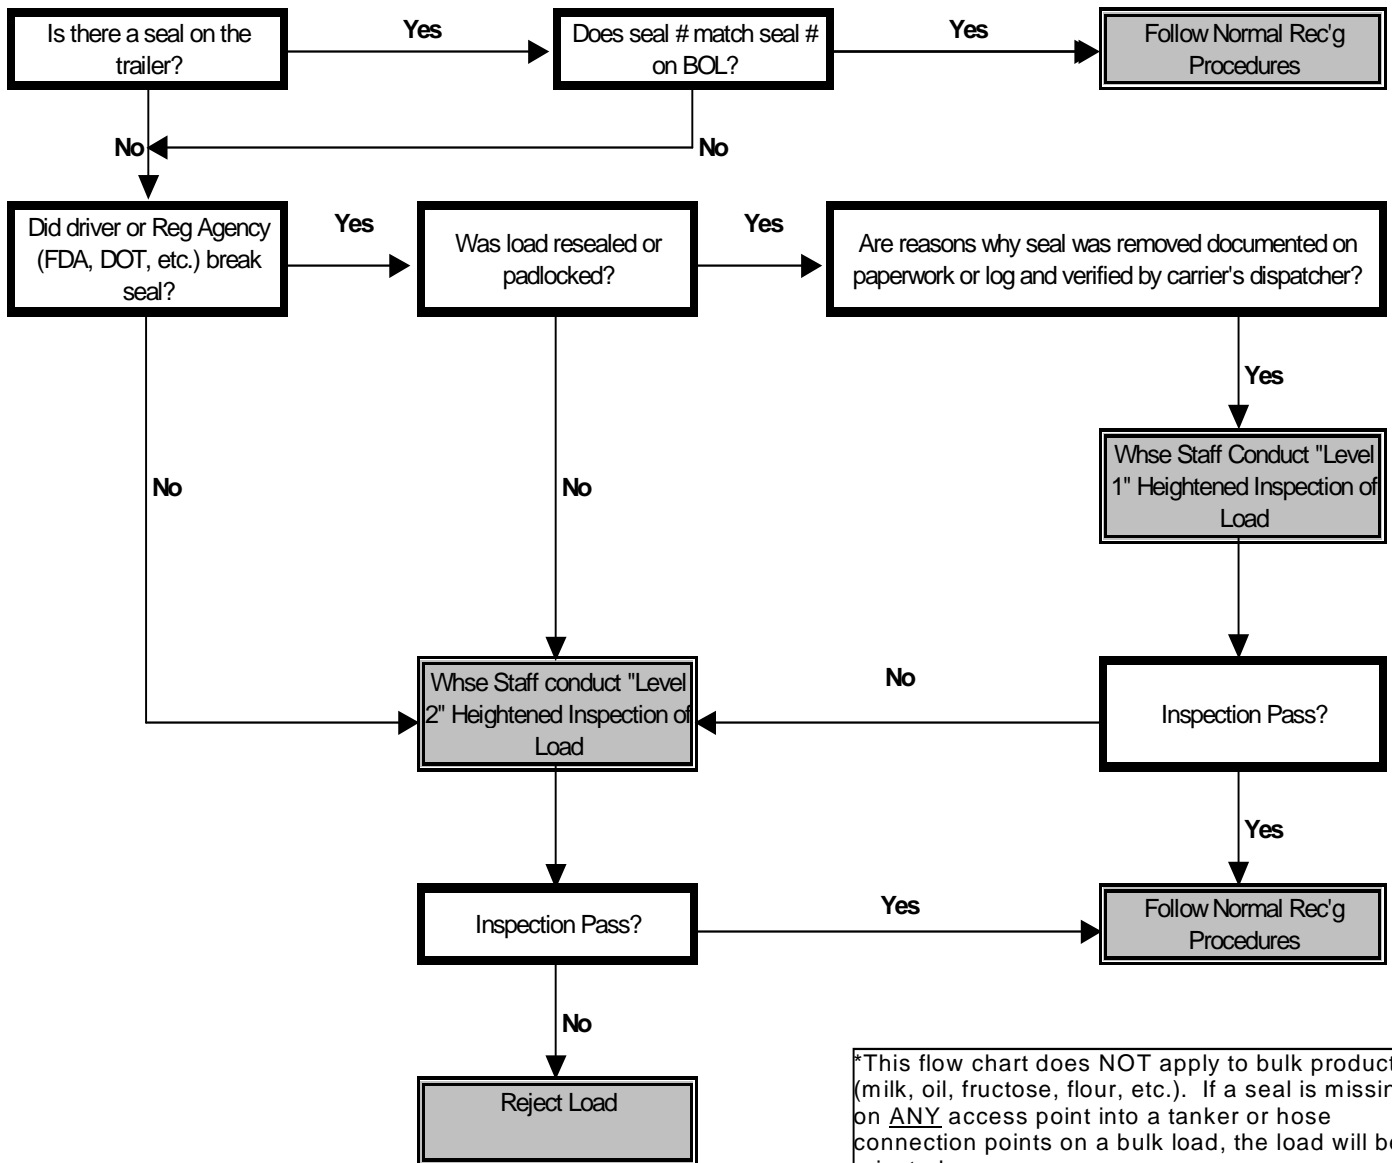 Is there a seal on the
trailer?
Yes
Does seal # match seal #
on BOL?
Yes
Follow Normal Rec'g
Procedures
No
No
Did driver or Reg Agency
(FDA, DOT, etc.) break
seal?
Yes
Was load resealed or
padlocked?
Yes
Are reasons why seal was removed documented on
paperwork or log and verified by carrier's dispatcher?
Yes
No
No
Whse Staff Conduct "Level
1" Heightened Inspection of
Load
Whse Staff conduct "Level
2" Heightened Inspection of
Load
No
Inspection Pass?
Yes
Inspection Pass?
Yes
Follow Normal Rec'g
Procedures
No
Reject Load
*This flow chart does NOT apply to bulk product
(milk, oil, fructose, flour, etc.). If a seal is missin
on ANY access point into a tanker or hose
connection points on a bulk load, the load will be